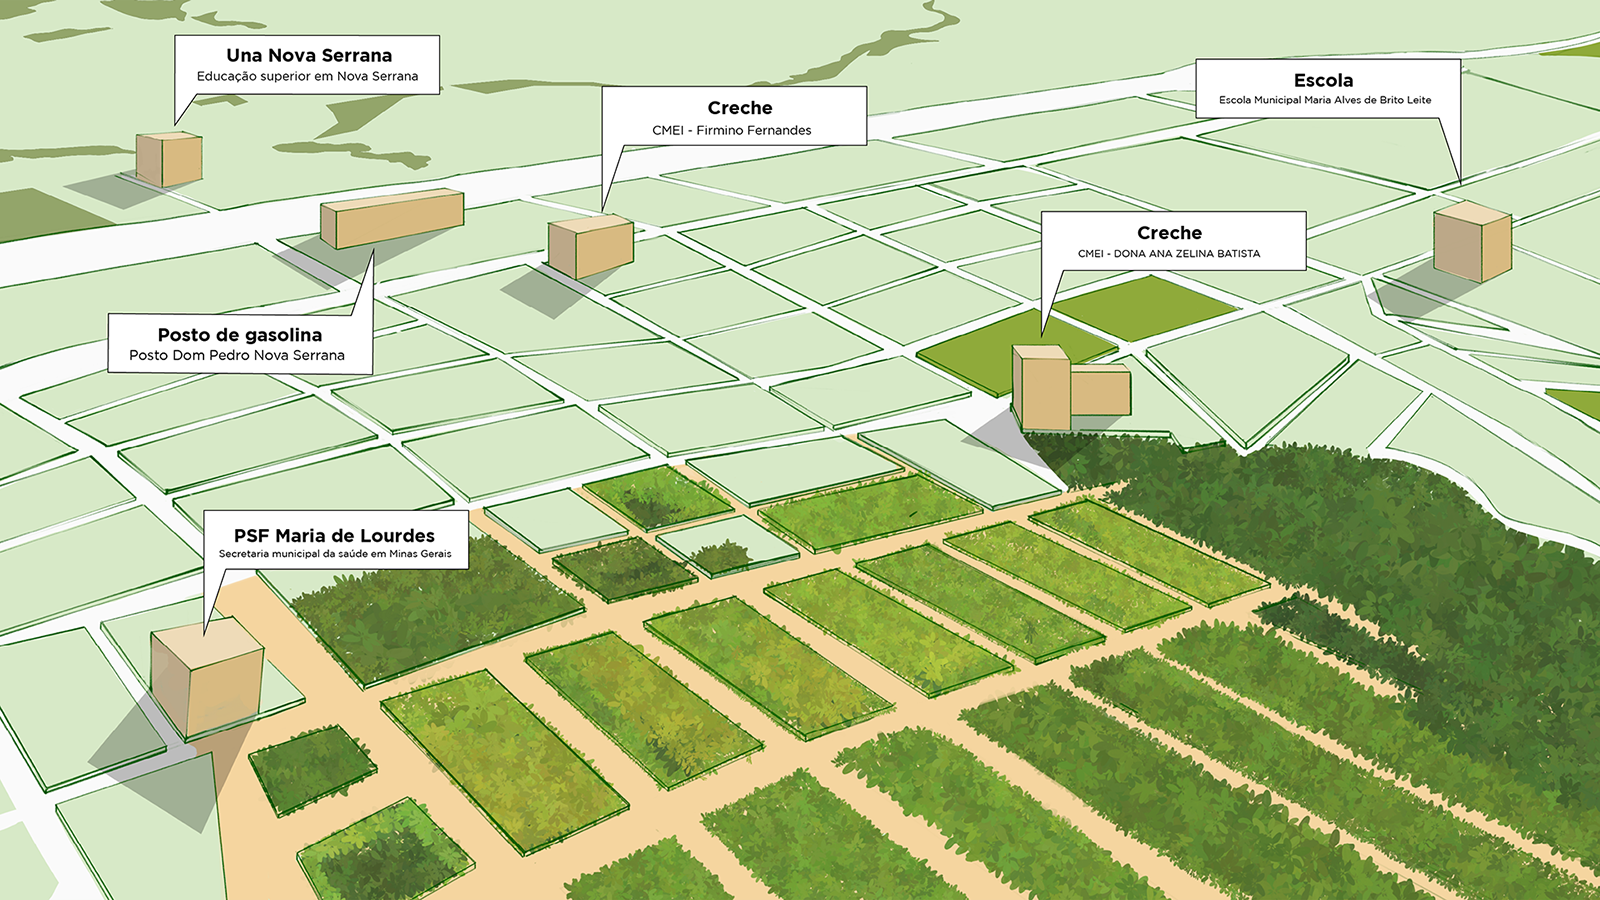 Una Nova Serrana
Educação superior em Nova Serrana
Creche
CMEI - Firmino Fernandes
Escola
Escola Municipal Maria Alves de Brito Leite
Creche
CMEI - DONA ANA ZELINA BATISTA
Posto de gasolina
Posto Dom Pedro Nova Serrana
PSF Maria de Lourdes
Secretaria municipal da saúde em Minas Gerais